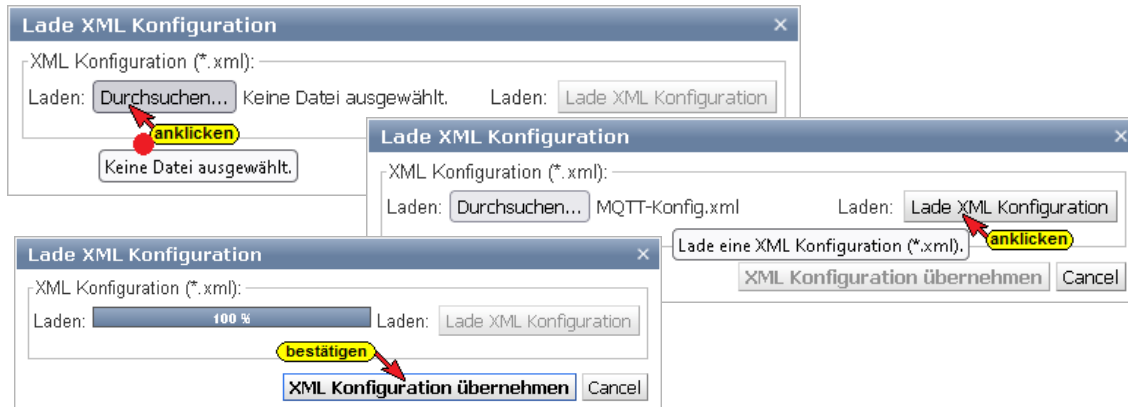 Lade XML Konfiguration ×
XML Konfiguration (*.xml):
Laden: Durchsuchen... Keine Datei ausgewählt. Laden: Lade XML Konfiguration
anklicken
Keine Datei ausgewählt.
Lade XML Konfiguration ×
XML Konfiguration (*.xml):
Laden: Durchsuchen... MQTT-Konfig.xml Laden: Lade XML Konfiguration
anklicken
Lade eine XML Konfiguration (*.xml).
XML Konfiguration übernehmen Cancel
Lade XML Konfiguration ×
XML Konfiguration (*.xml):
Laden: 100 % Laden: Lade XML Konfiguration
bestätigen
XML Konfiguration übernehmen Cancel